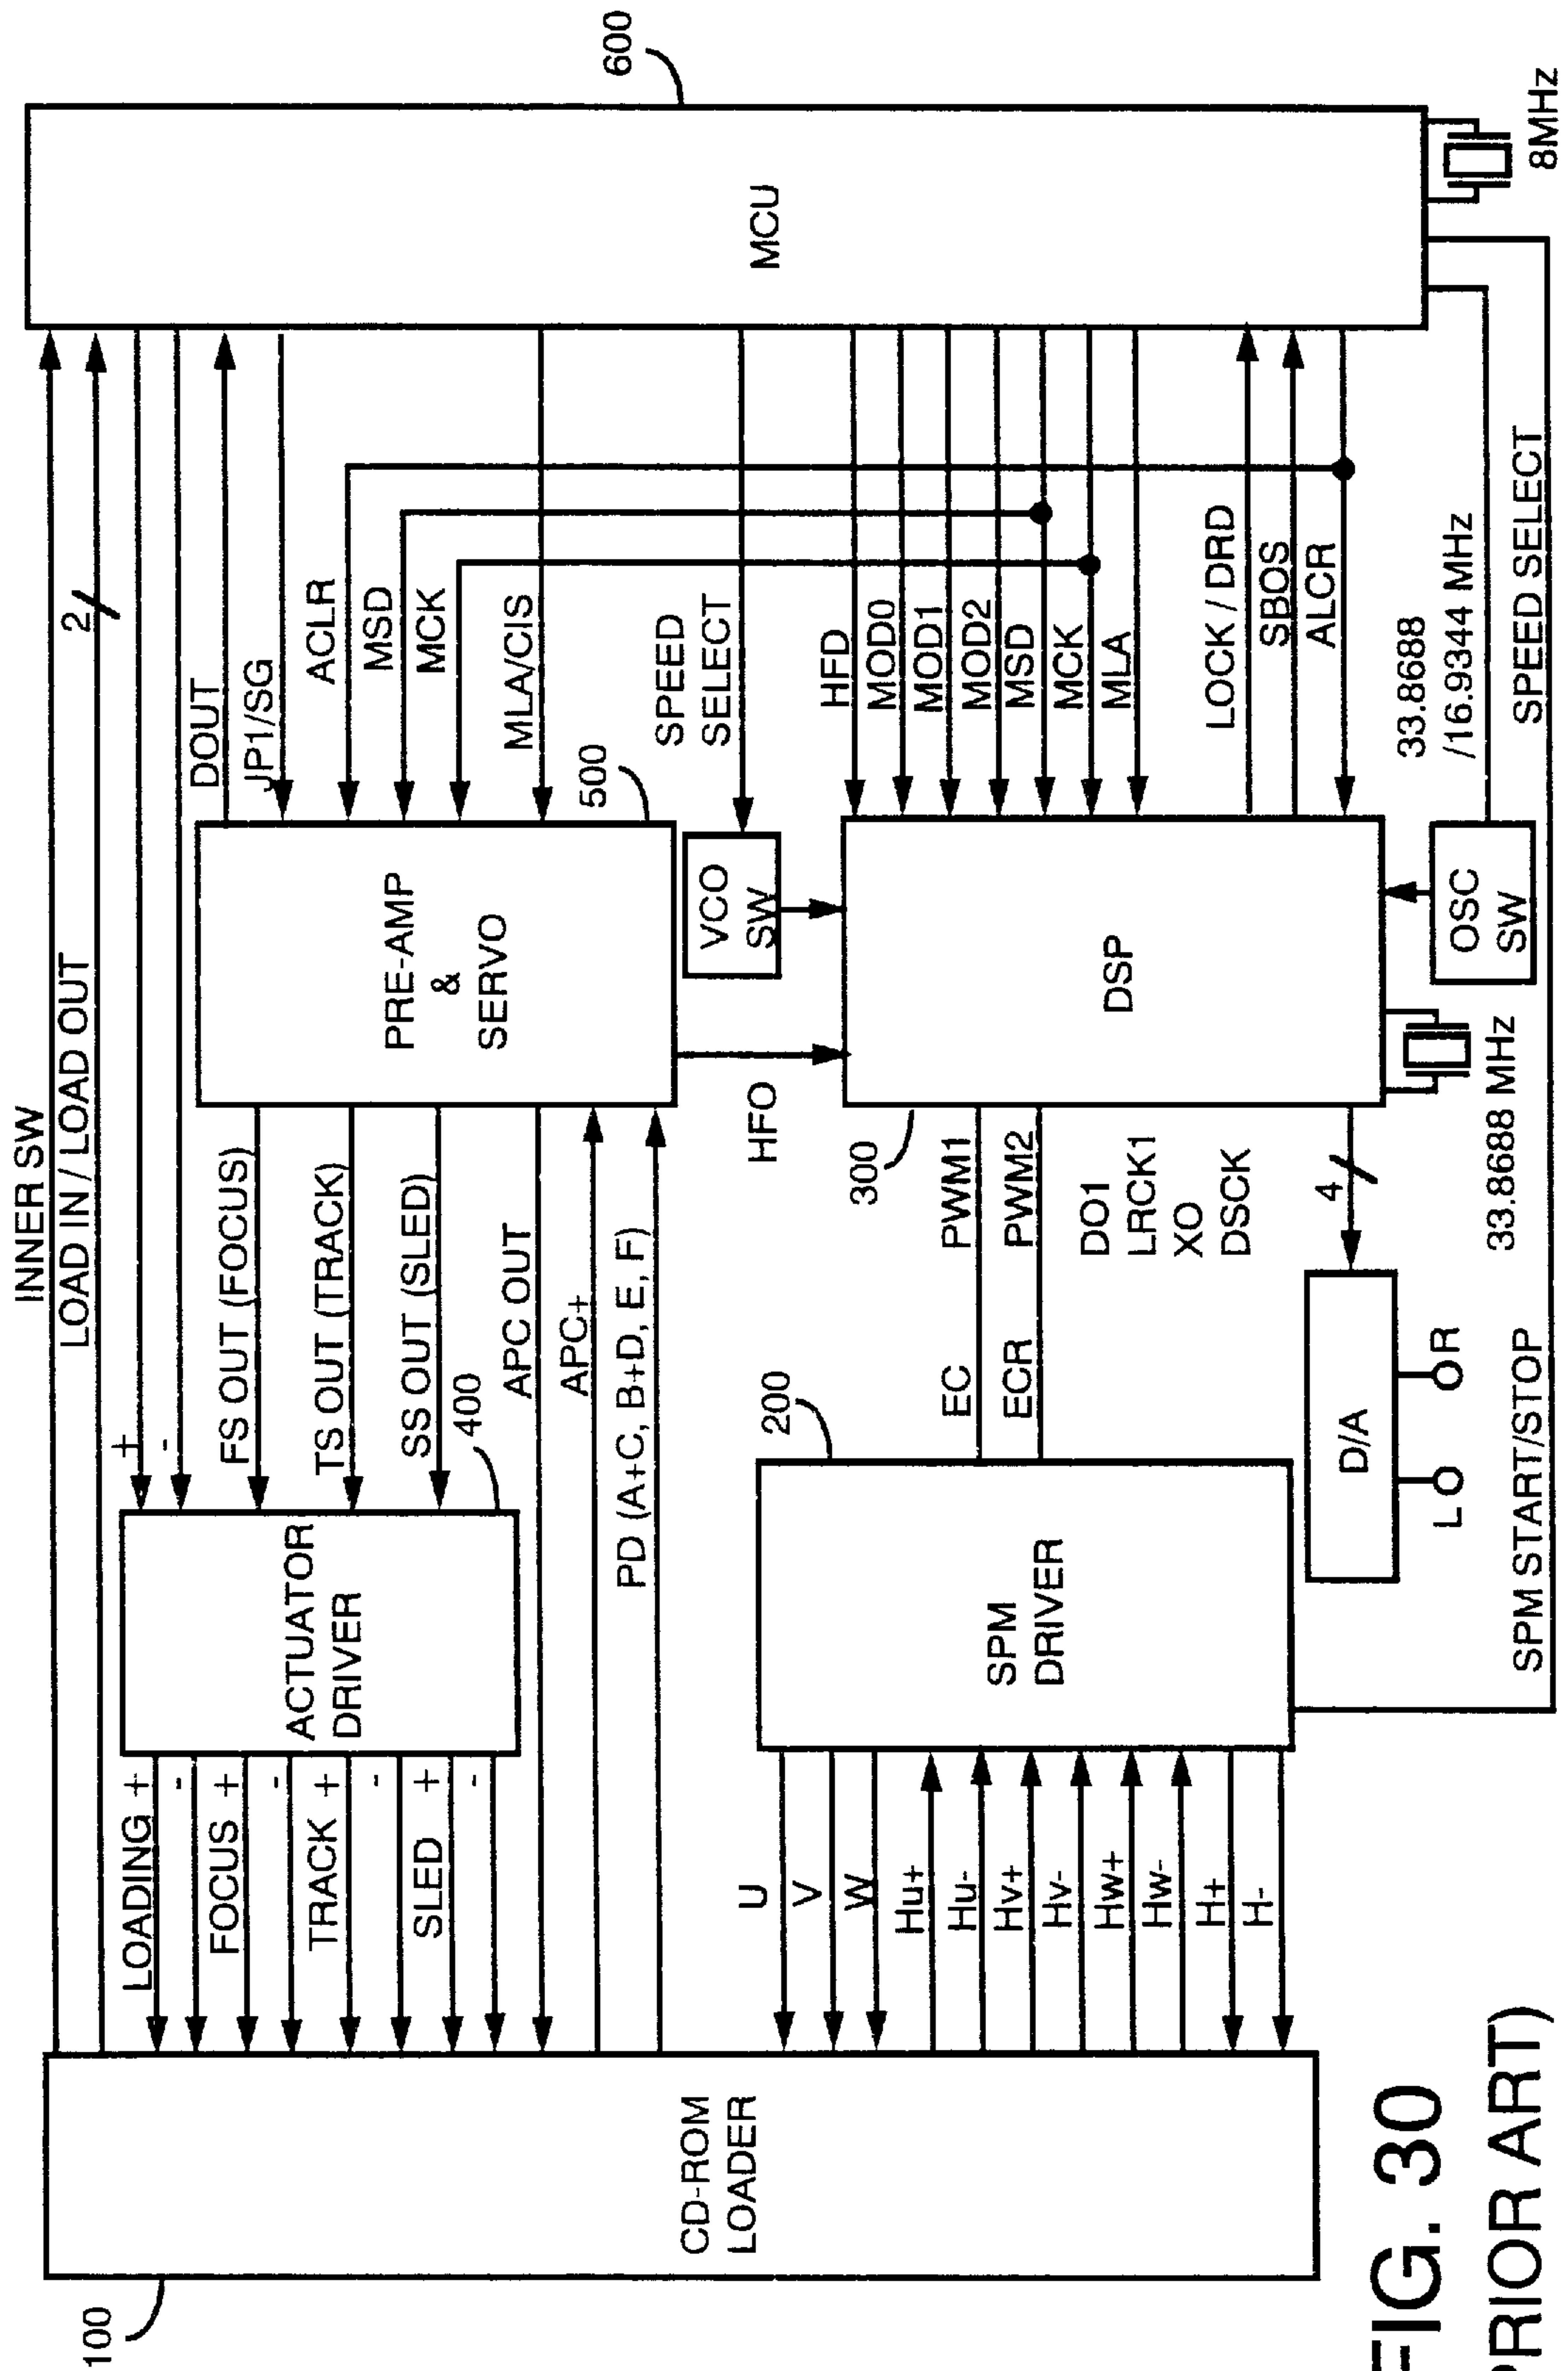 INNER SW
LOAD IN / LOAD OUT
2
+
-
DOUT
JP1/SG
ACLR
MSD
MCK
MLA/CIS
SPEED
SELECT
HFD
MOD0
MOD1
MOD2
MSD
MCK
MLA
LOCK / DRD
SBOS
ALCR
33.8688
/16.9344 MHz
SPEED SELECT
MCU
600
8MHz
PRE-AMP
&
SERVO
500
VCO
SW
HFO
DSP
300
OSC
SW
33.8688 MHz
FS OUT (FOCUS)
TS OUT (TRACK)
SS OUT (SLED)
400
APC OUT
APC+
PD (A+C, B+D, E, F)
EC PWM1
ECR PWM2
DO1
LRCK1
XO
DSCK
4
D/A
L
R
SPM START/STOP
ACTUATOR
DRIVER
LOADING +
-
FOCUS +
-
TRACK +
-
SLED +
-
200
SPM
DRIVER
U
V
W
Hu+
Hu-
Hv+
Hv-
Hw+
Hw-
H+
H-
CD-ROM
LOADER
100
FIG. 30
PRIOR ART)